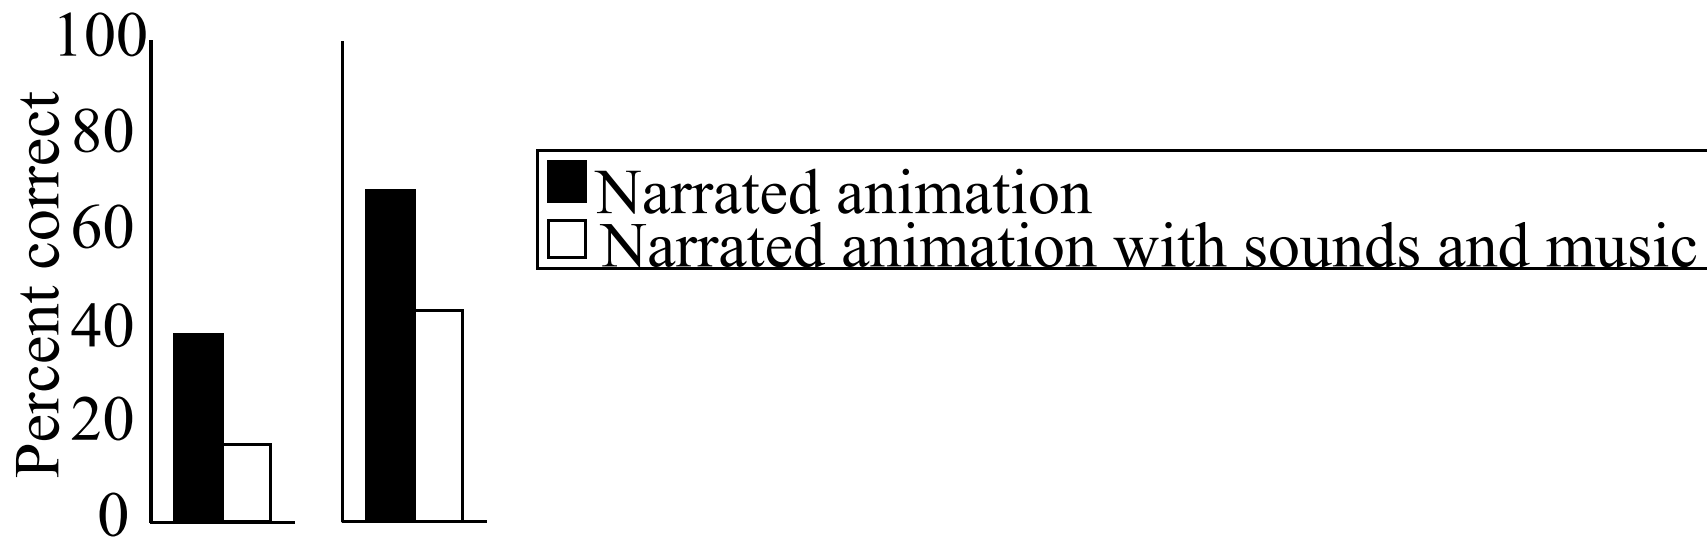 100
80
60
40
20
0
Percent correct
Narrated animation
Narrated animation with sounds and music